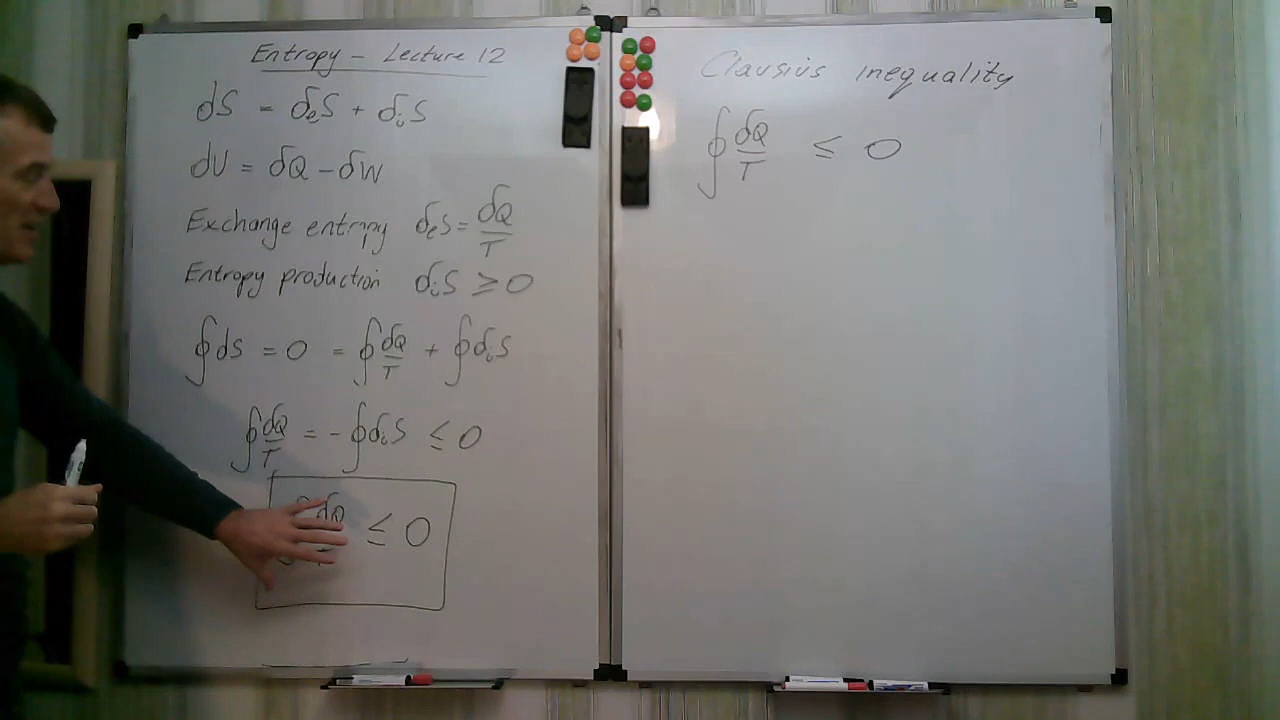 Entropy – Lecture 12
dS = δₑS + δᵢS
dU = δQ – δW
Exchange entropy δₑS = δQ/T
Entropy production δᵢS ≥ 0
∮dS = 0 = ∮δQ/T + ∮δᵢS
∮δQ/T = - ∮δᵢS ≤ 0
δQ ≤ 0
Clausius inequality
∮δQ/T ≤ 0